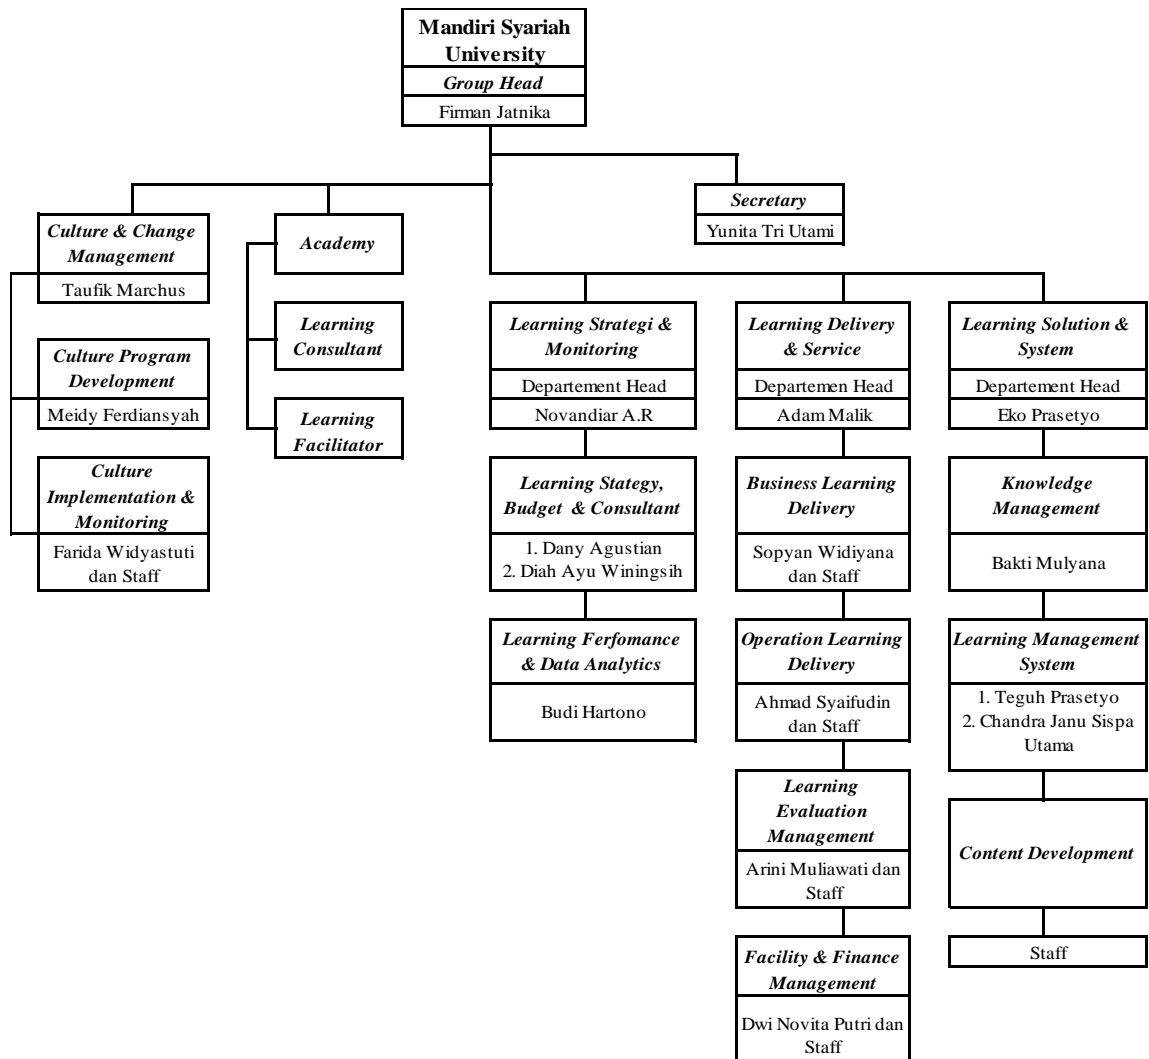 Mandiri Syariah
University
Group Head
Firman Jatnika
Secretary
Yunita Tri Utami
Culture & Change
Management
Taufik Marchus
Culture Program
Development
Meidy Ferdiansyah
Culture
Implementation &
Monitoring
Farida Widyastuti
dan Staff
Academy
Learning
Consultant
Learning
Facilitator
Learning Strategi &
Monitoring
Departement Head
Novandiar A.R
Learning Stategy,
Budget & Consultant
1. Dany Agustian
2. Diah Ayu Winingsih
Learning Ferfomance
& Data Analytics
Budi Hartono
Learning Delivery
& Service
Departemen Head
Adam Malik
Business Learning
Delivery
Sopyan Widiyana
dan Staff
Operation Learning
Delivery
Ahmad Syaifudin
dan Staff
Learning
Evaluation
Management
Arini Muliawati dan
Staff
Facility & Finance
Management
Dwi Novita Putri dan
Staff
Learning Solution &
System
Departement Head
Eko Prasetyo
Knowledge
Management
Bakti Mulyana
Learning Management
System
1. Teguh Prasetyo
2. Chandra Janu Sispa
Utama
Content Development
Staff